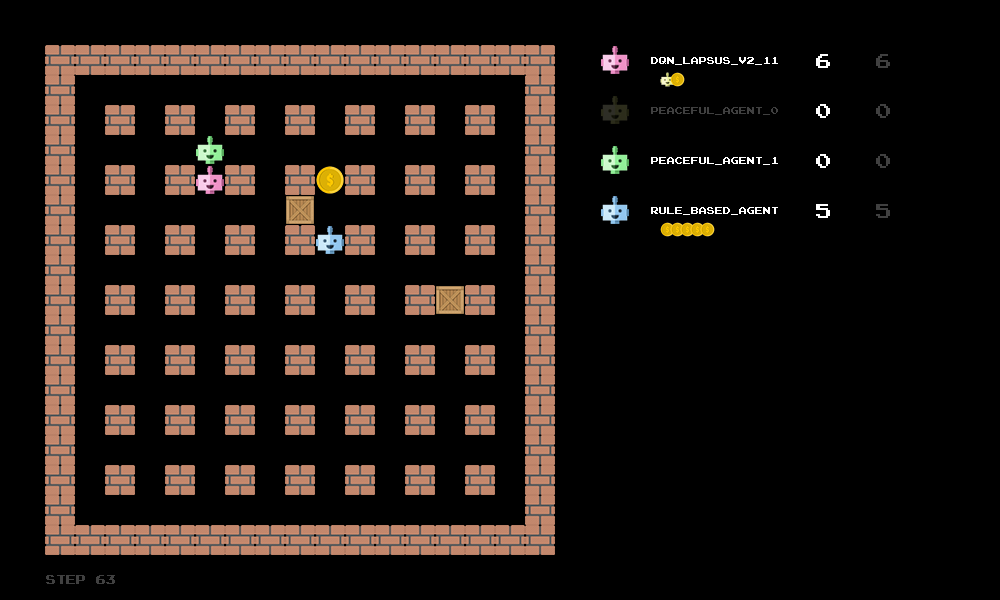 DQN_LAPSUS_V2_11 6 6
PEACEFUL_AGENT_0 0 0
PEACEFUL_AGENT_1 0 0
RULE_BASED_AGENT 5 5
STEP 63